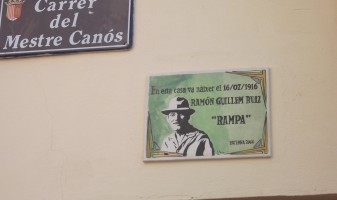 Carrer
del
Mestre Canós
En esta casa va nàixer el 16/07/1916
RAMÓN GUILLEM RUIZ
"RAMPA"